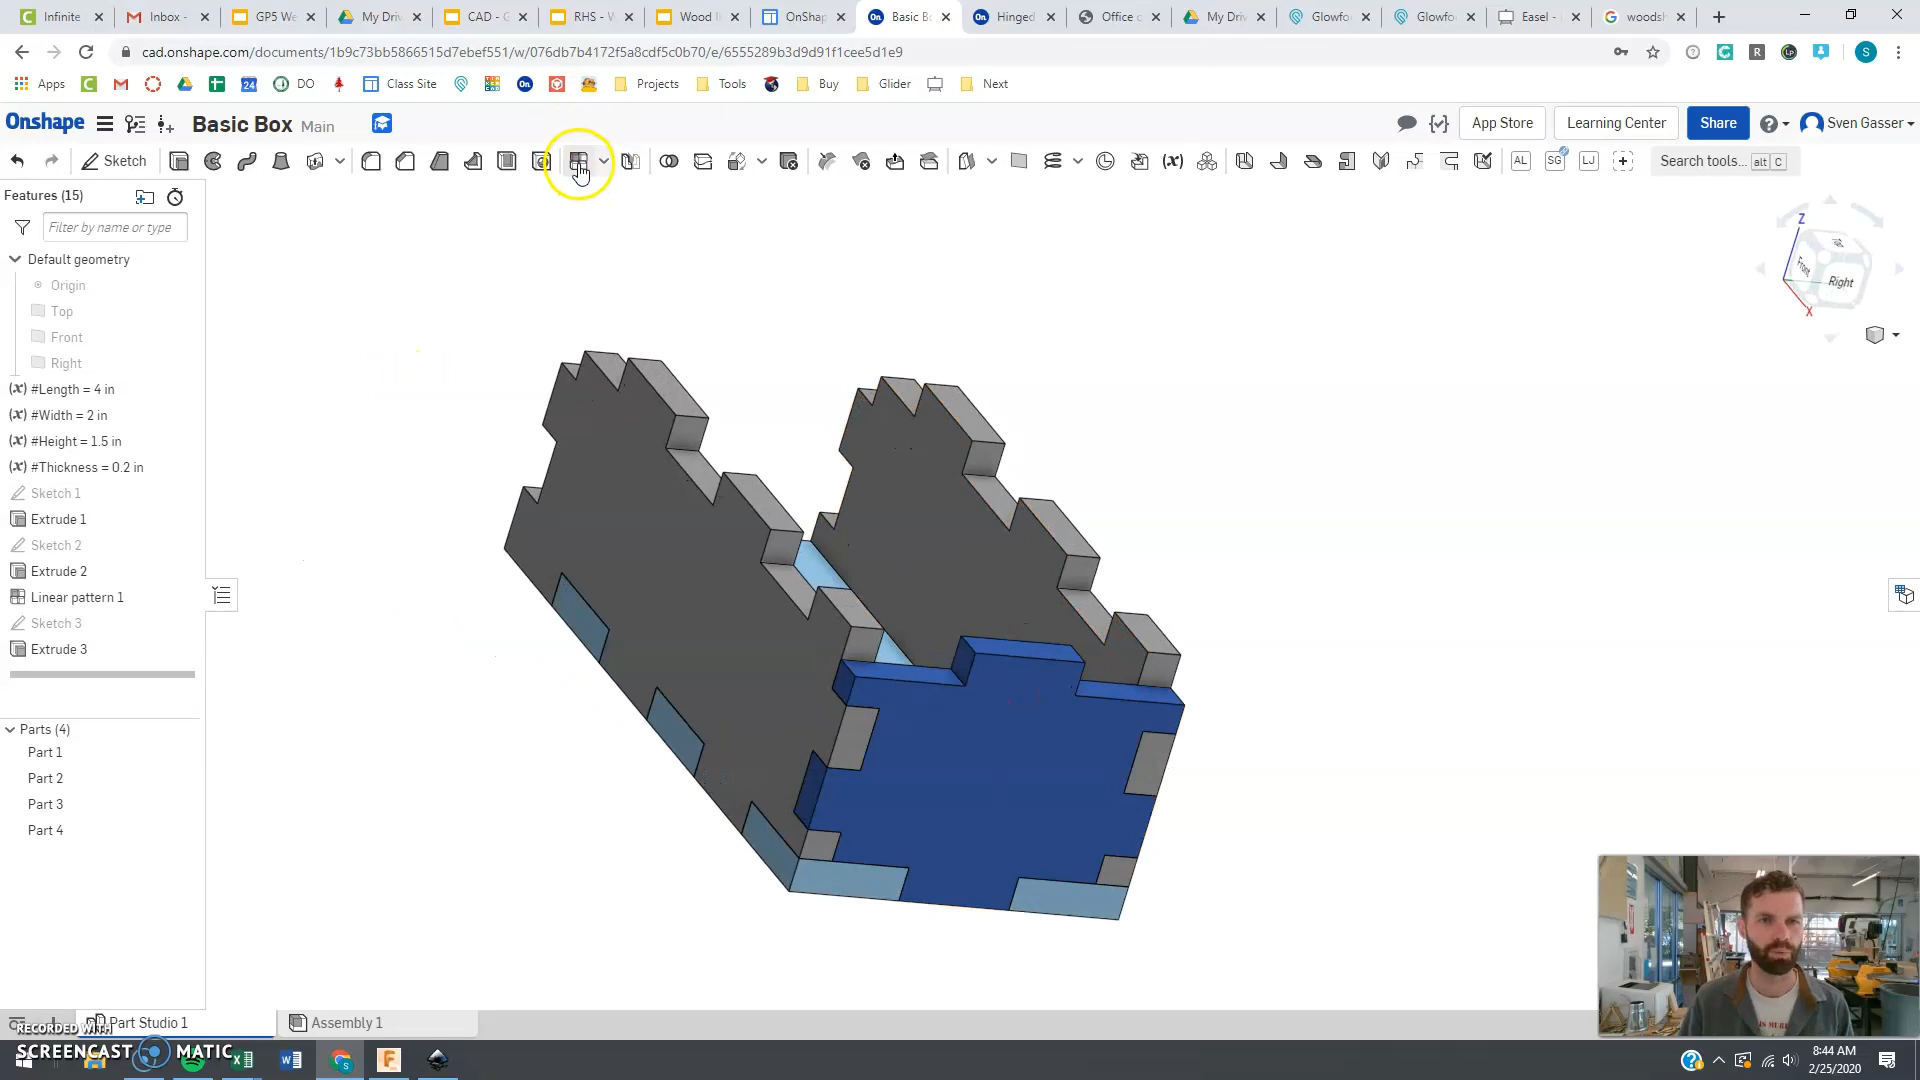 Infinite
Inbox -
GP5 We
My Driv
CAD - G
RHS - W
Wood I
OnShap
Basic Bo
Hinged
Office o
My Driv
Glowfor
Glowfor
Easel -
woodsh
cad.onshape.com/documents/1b9c73bb5866515d7ebef551/w/076db7b4172f5a8cdf5c0b70/e/6555289b3d9d91f1cee5d1e9
Apps
DO
Class Site
Projects
Tools
Buy
Glider
Next
Onshape
Basic Box
Main
App Store
Learning Center
Share
Sven Gasser
Sketch
AL
SG
LJ
Search tools... alt C
Features (15)
Filter by name or type
Default geometry
Origin
Top
Front
Right
(x) #Length = 4 in
(x) #Width = 2 in
(x) #Height = 1.5 in
(x) #Thickness = 0.2 in
Sketch 1
Extrude 1
Sketch 2
Extrude 2
Linear pattern 1
Sketch 3
Extrude 3
Parts (4)
Part 1
Part 2
Part 3
Part 4
Z
Front
Right
X
Part Studio 1
Assembly 1
RECORDED WITH
SCREENCAST MATIC
8:44 AM
2/25/2020